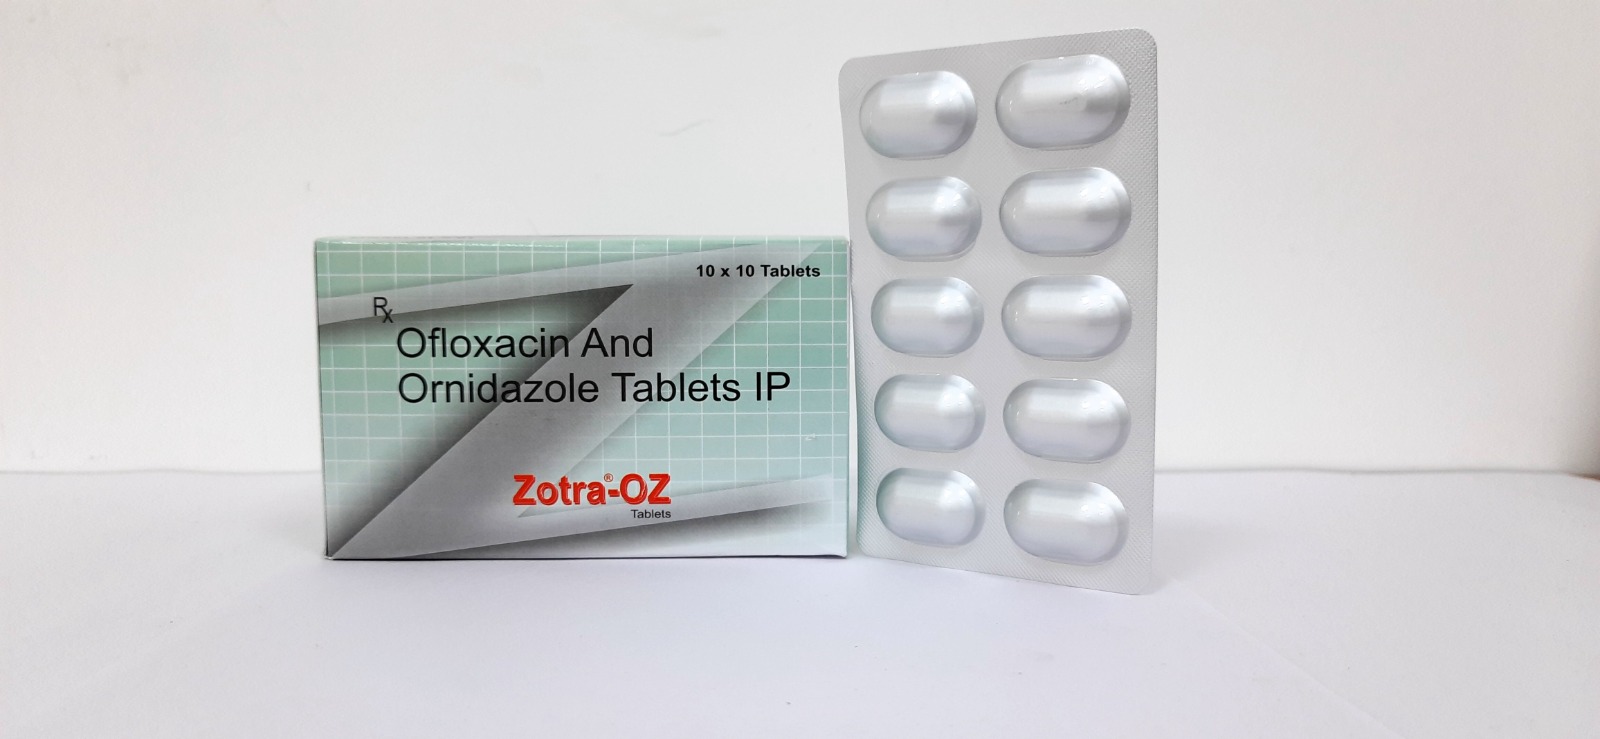 10 x 10 Tablets
Rx
Ofloxacin And
Ornidazole Tablets IP
Zotra®-OZ
Tablets